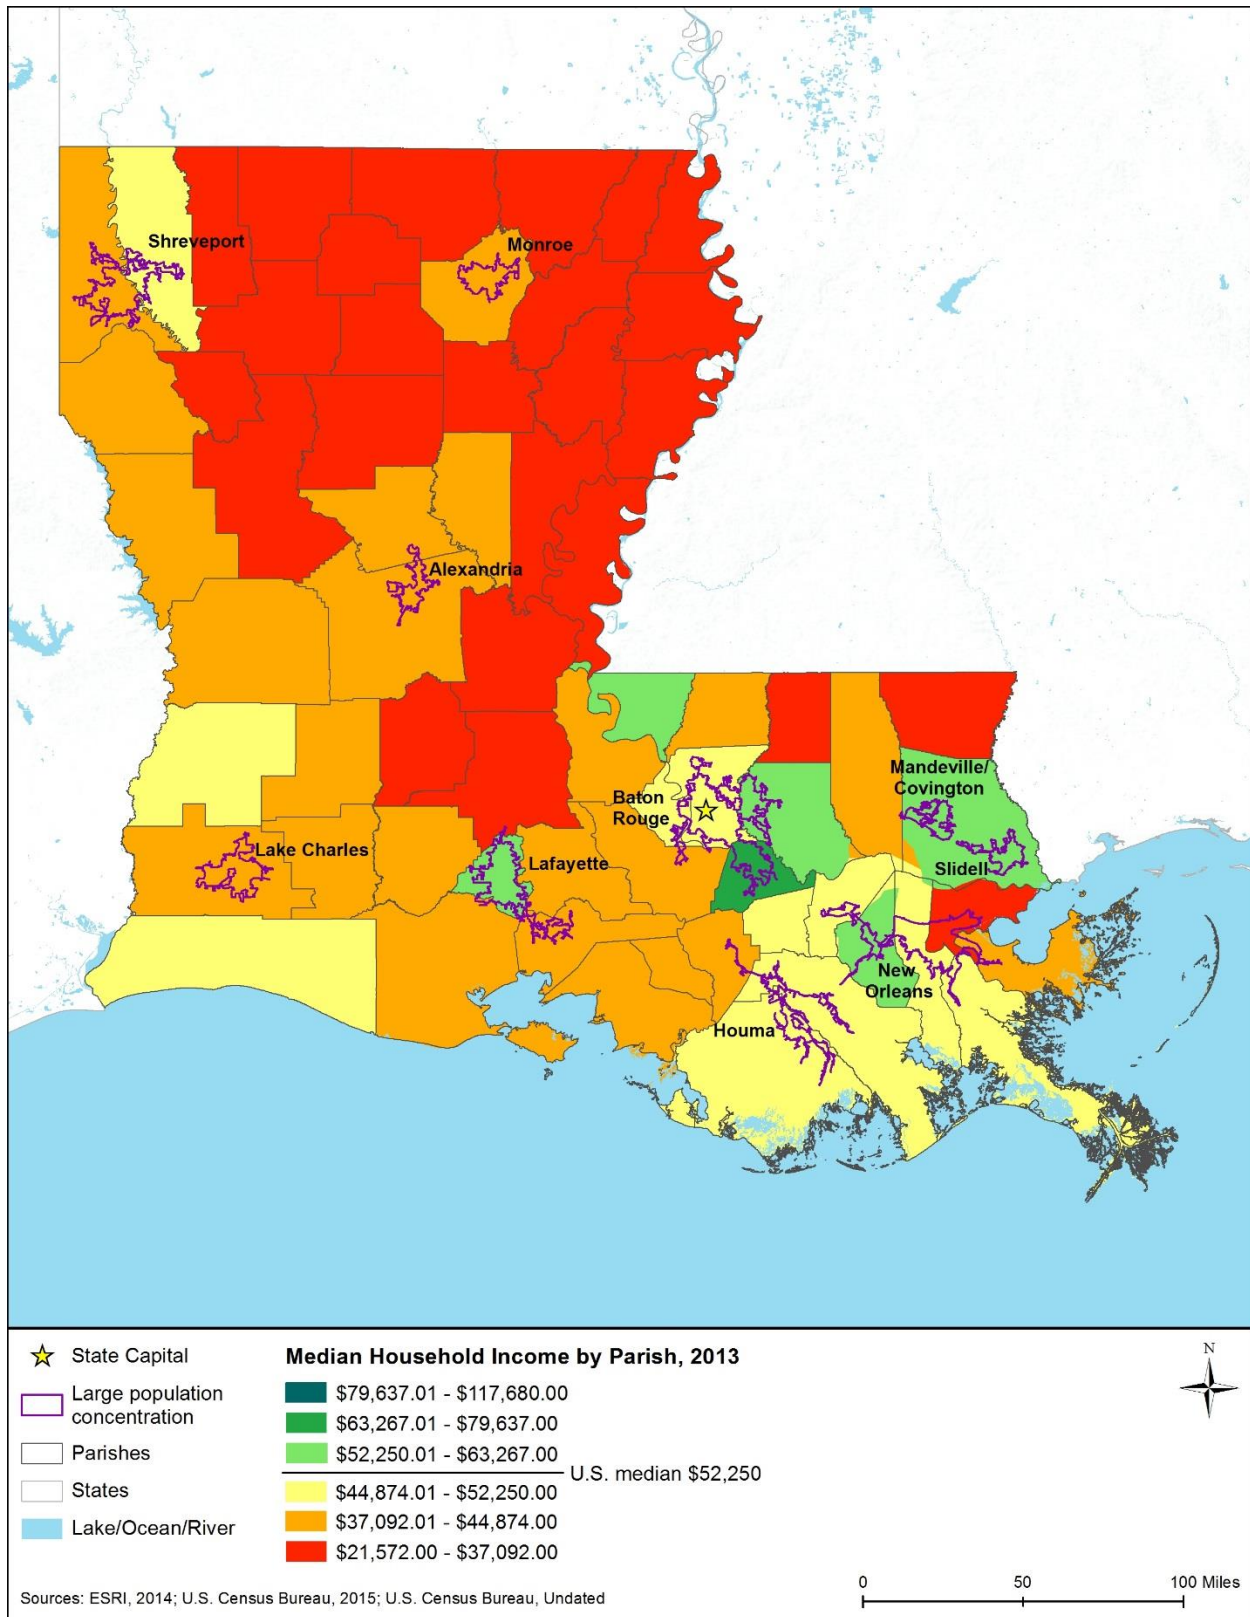 Shreveport
Monroe
Alexandria
Mandeville/
Covington
Baton
Rouge
Lake Charles
Lafayette
Slidell
New
Orleans
Houma
State Capital
Large population
concentration
Parishes
States
Lake/Ocean/River
Median Household Income by Parish, 2013
$79,637.01 - $117,680.00
$63,267.01 - $79,637.00
$52,250.01 - $63,267.00
U.S. median $52,250
$44,874.01 - $52,250.00
$37,092.01 - $44,874.00
$21,572.00 - $37,092.00
N
Sources: ESRI, 2014; U.S. Census Bureau, 2015; U.S. Census Bureau, Undated
0 50 100 Miles